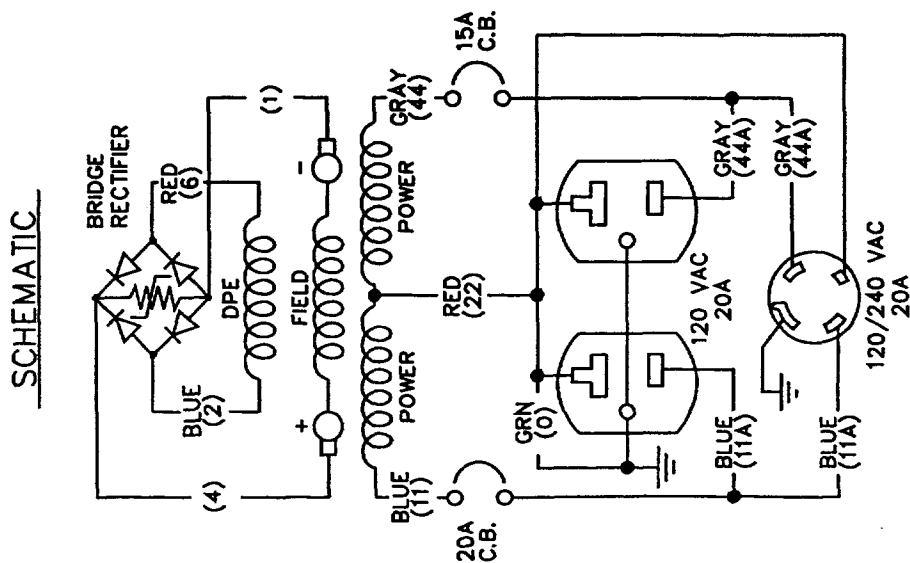 SCHEMATIC
BRIDGE
RECTIFIER
RED
(6)
BLUE
(2)
DPE
(1)
(4)
FIELD
+
-
POWER
POWER
GRAY
(44)
15A
C.B.
BLUE
(11)
20A
C.B.
RED
(22)
GRN
(0)
120 VAC
20A
GRAY
(44A)
GRAY
(44A)
BLUE
(11A)
BLUE
(11A)
120/240 VAC
20A